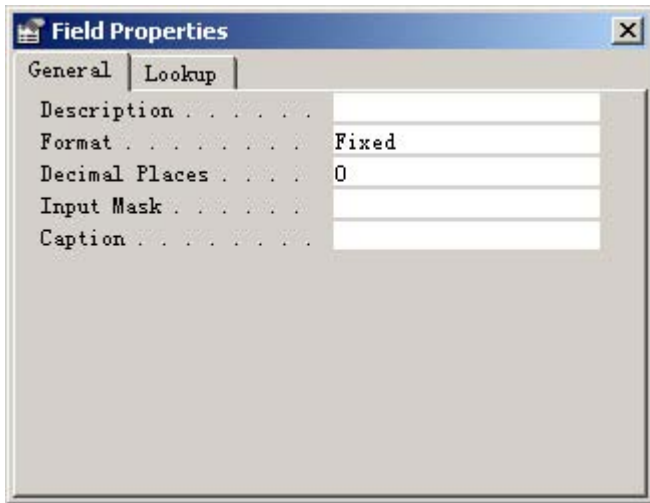 Field Properties
General Lookup
Description . . . . . .
Format . . . . . . . . Fixed
Decimal Places . . . . 0
Input Mask . . . . . .
Caption . . . . . . . .